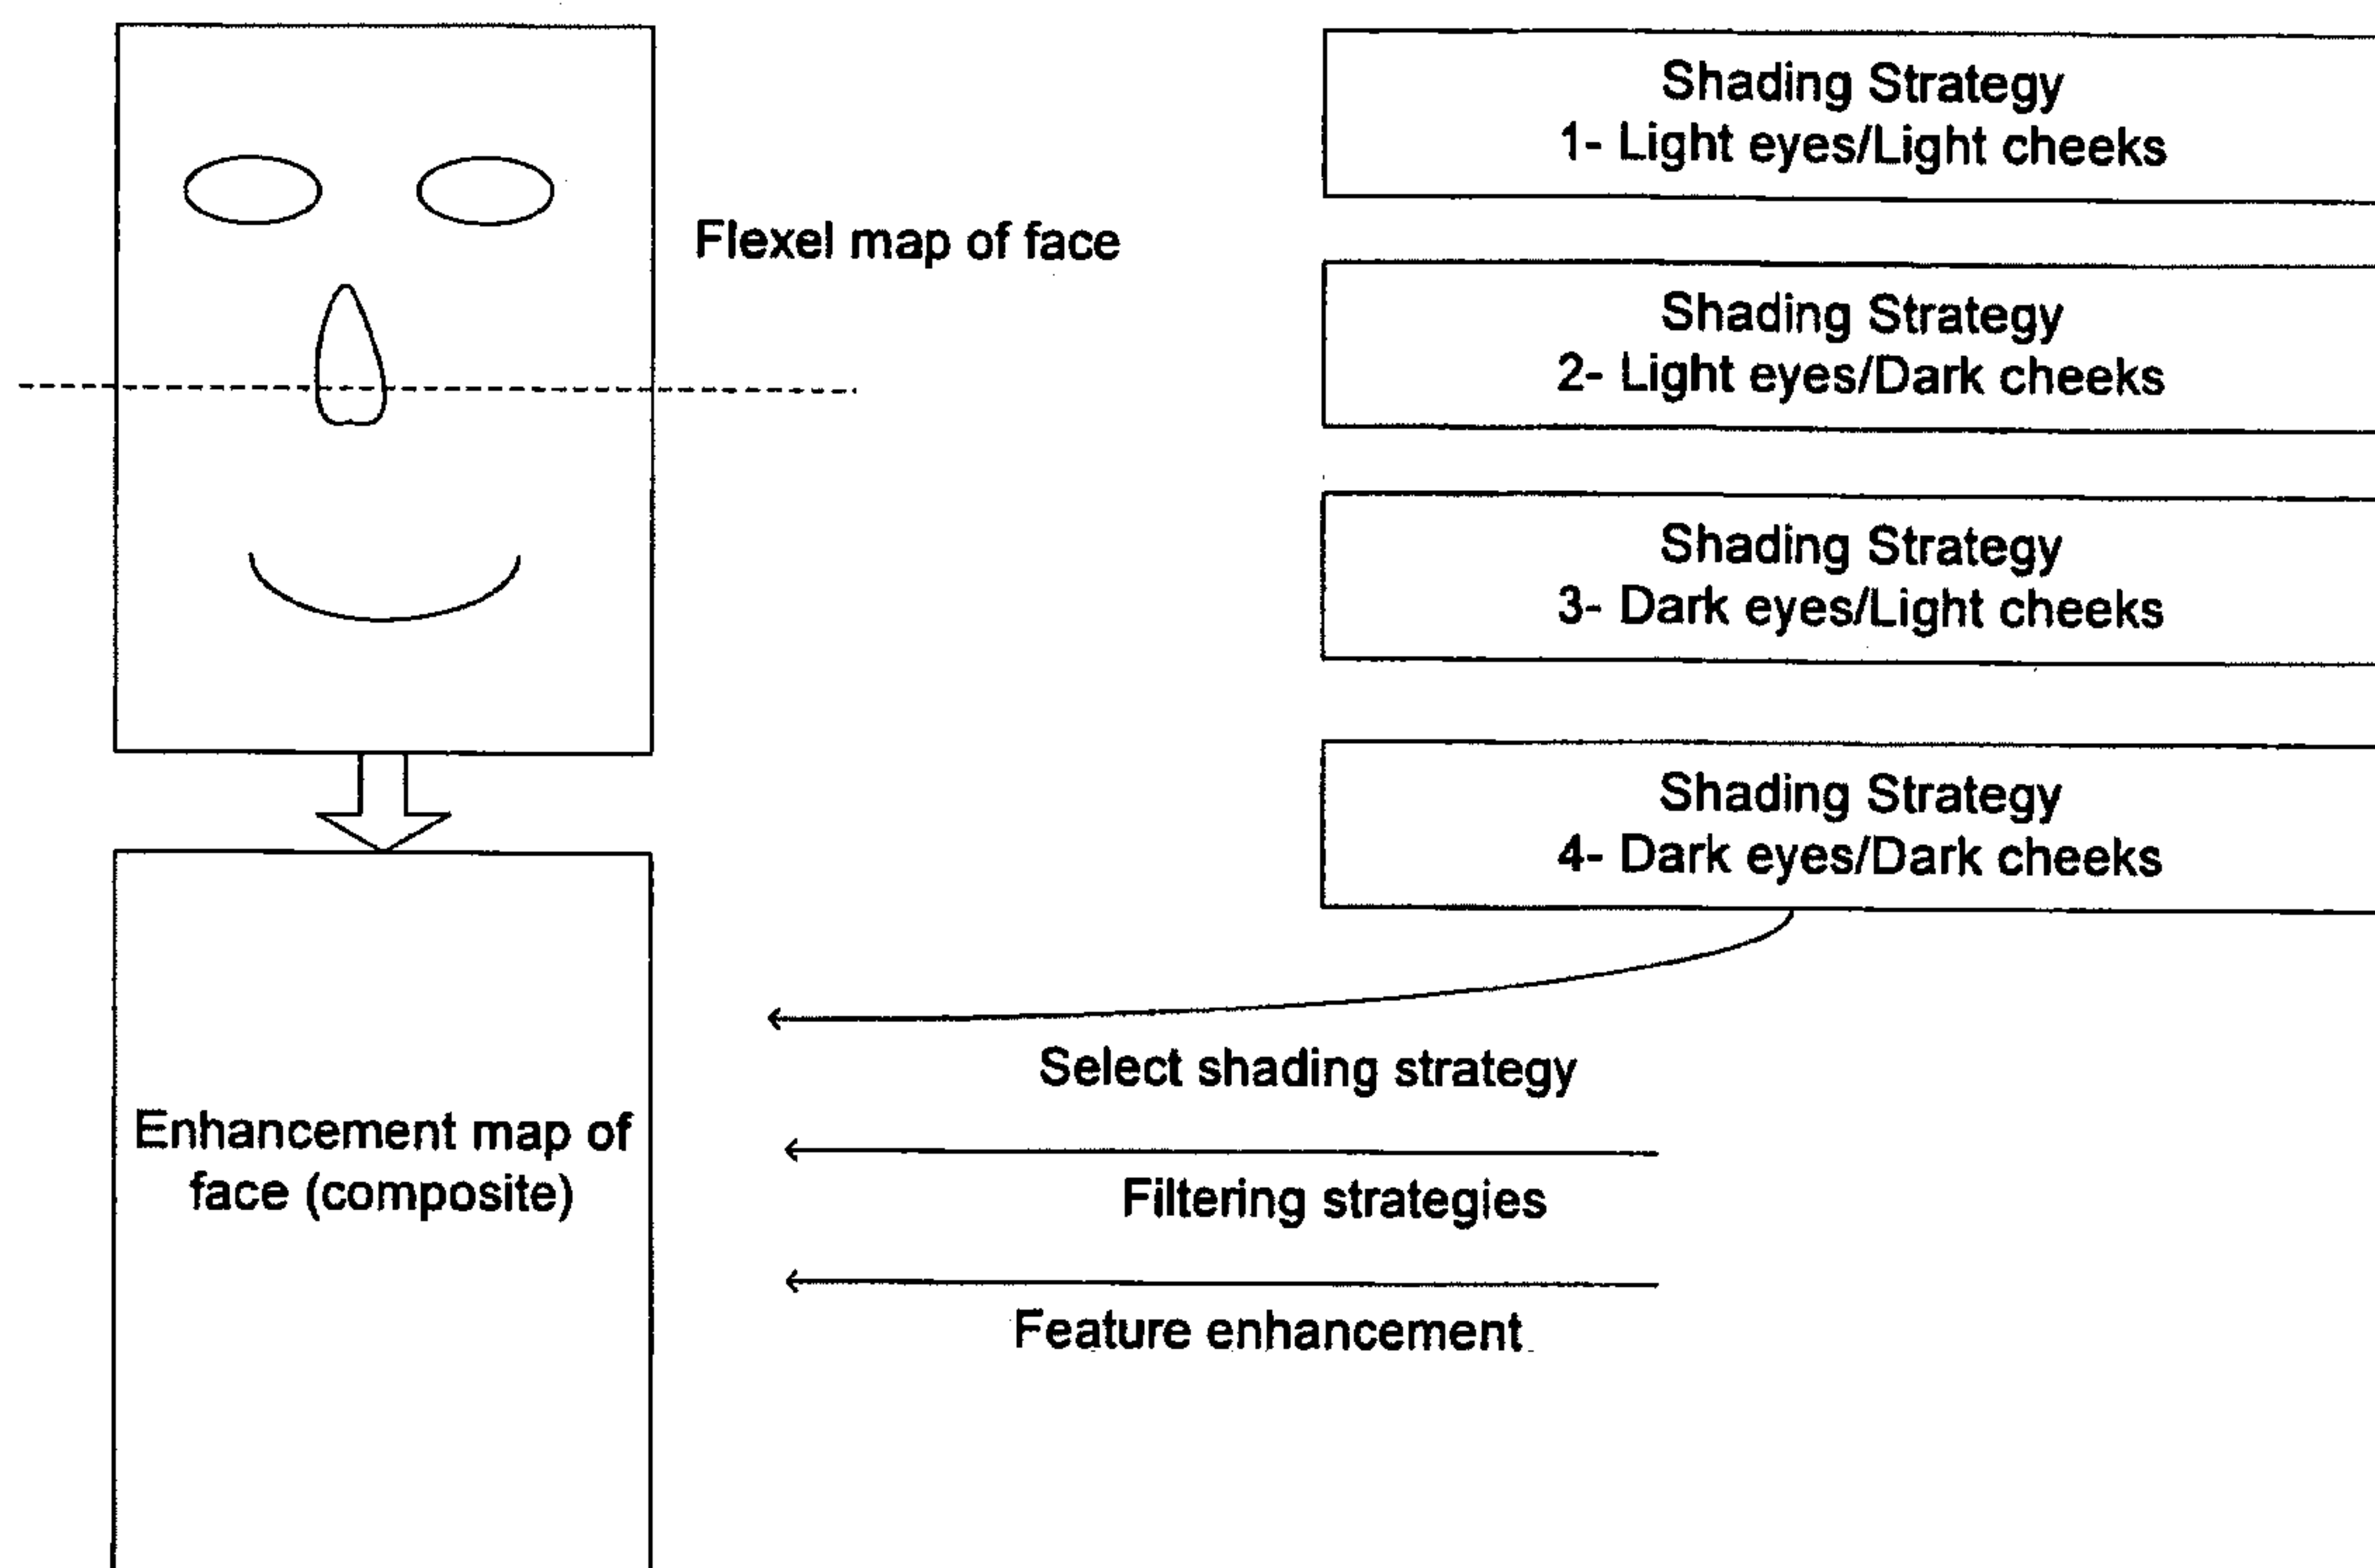 Flexel map of face
Shading Strategy
1- Light eyes/Light cheeks
Shading Strategy
2- Light eyes/Dark cheeks
Shading Strategy
3- Dark eyes/Light cheeks
Shading Strategy
4- Dark eyes/Dark cheeks
Select shading strategy
Enhancement map of
face (composite)
Filtering strategies
Feature enhancement